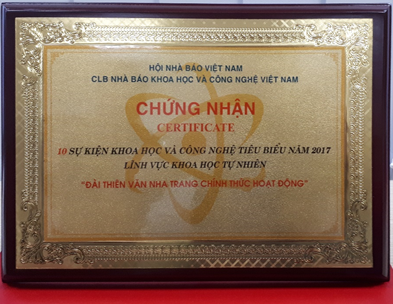 HỘI NHÀ BÁO VIỆT NAM
CLB NHÀ BÁO KHOA HỌC VÀ CÔNG NGHỆ VIỆT NAM
CHỨNG NHẬN
CERTIFICATE
10 SỰ KIỆN KHOA HỌC VÀ CÔNG NGHỆ TIÊU BIỂU NĂM 2017
LĨNH VỰC KHOA HỌC TỰ NHIÊN
"ĐÀI THIÊN VĂN NHA TRANG CHÍNH THỨC HOẠT ĐỘNG"